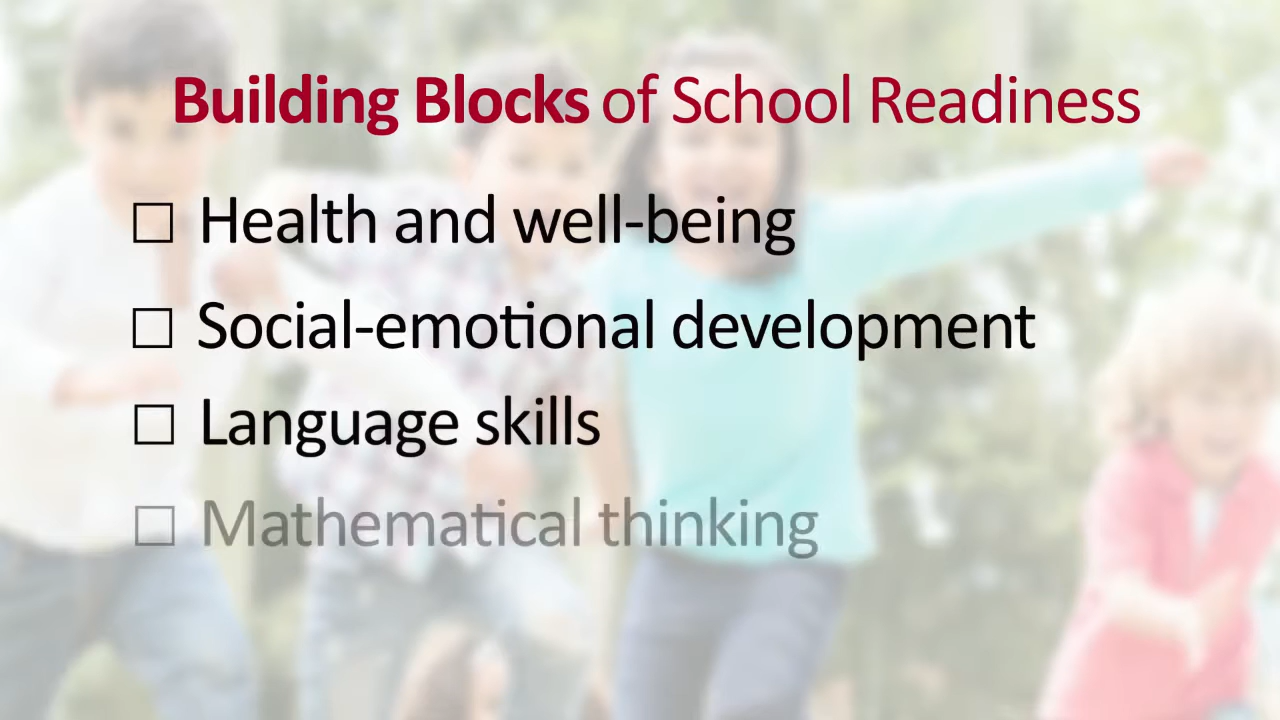 Building Blocks of School Readiness
☐ Health and well-being
☐ Social-emotional development
☐ Language skills
☐ Mathematical thinking